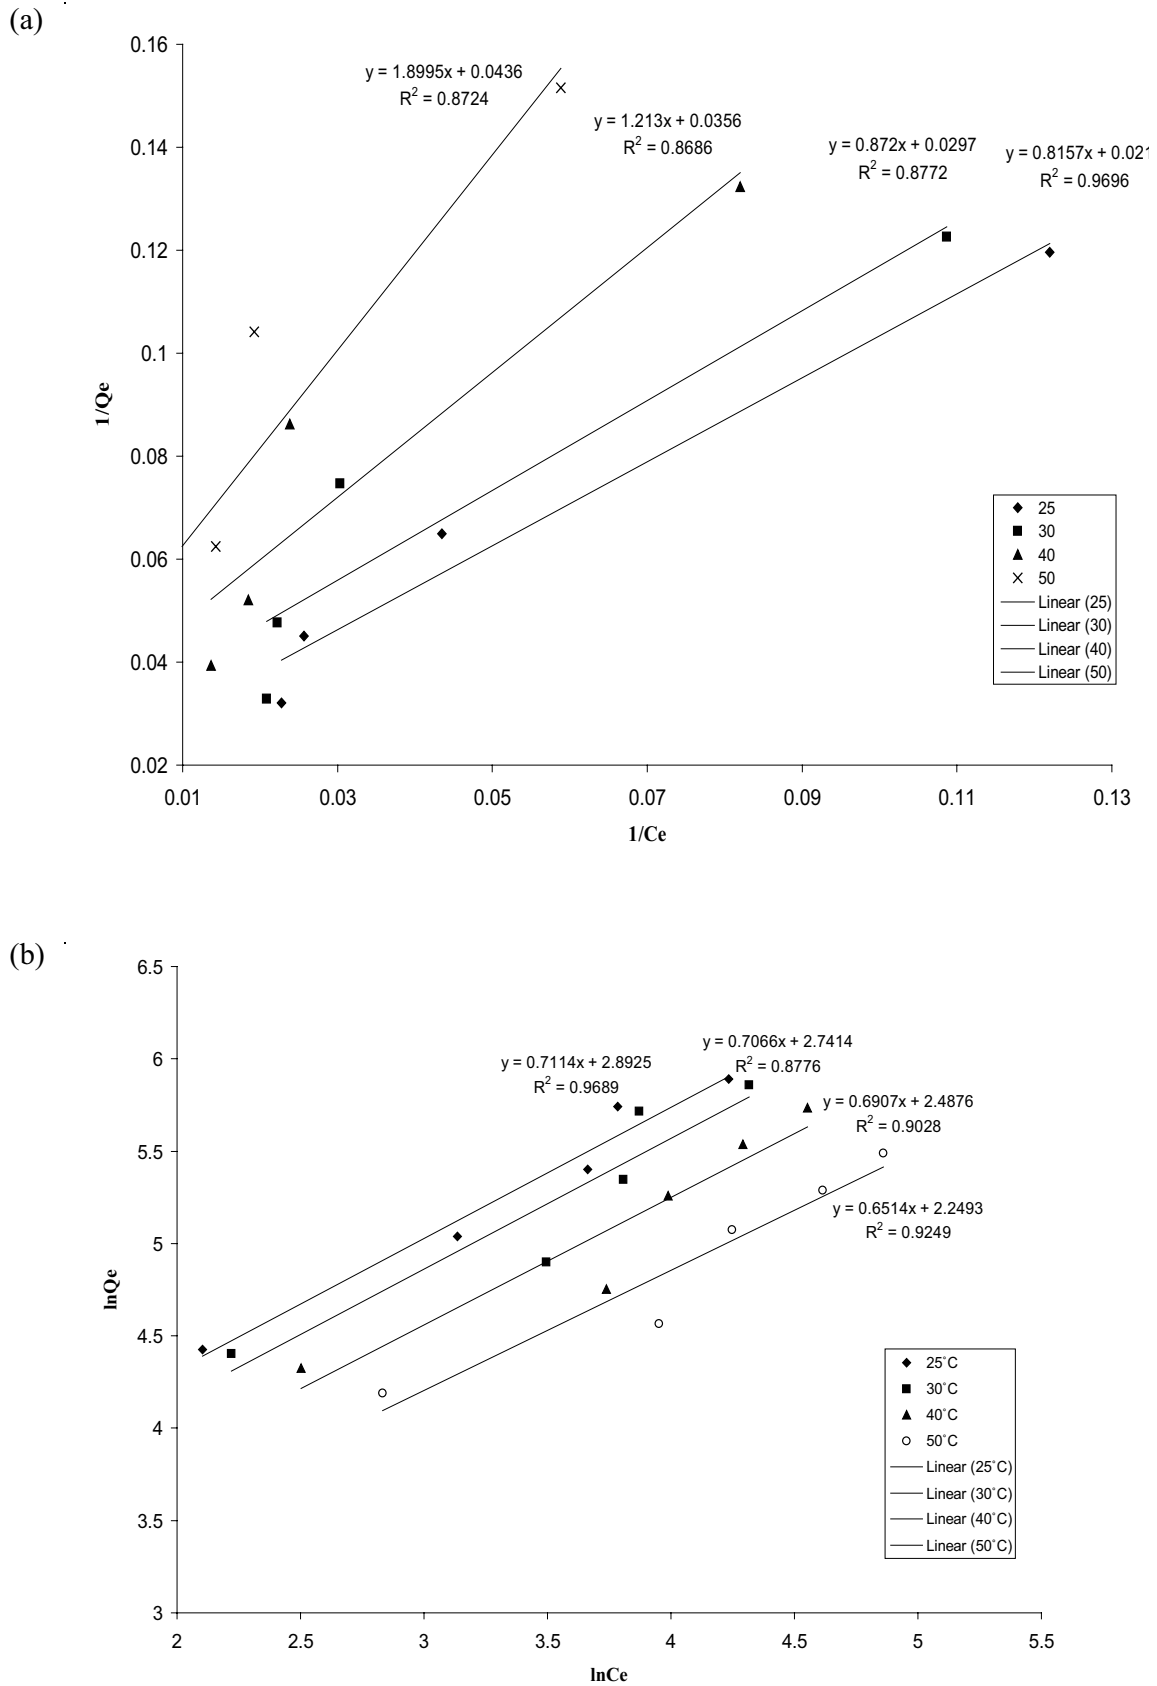 (a)
0.16
y = 1.8995x + 0.0436
R² = 0.8724
y = 1.213x + 0.0356
R² = 0.8686
y = 0.872x + 0.0297
R² = 0.8772
y = 0.8157x + 0.021
R² = 0.9696
0.14
0.12
0.1
0.08
0.06
0.04
0.02
1/Qe
25
30
40
50
Linear (25)
Linear (30)
Linear (40)
Linear (50)
0.01 0.03 0.05 0.07 0.09 0.11 0.13
1/Ce
(b)
6.5
6
5.5
5
4.5
4
3.5
3
lnQe
y = 0.7114x + 2.8925
R² = 0.9689
y = 0.7066x + 2.7414
R² = 0.8776
y = 0.6907x + 2.4876
R² = 0.9028
y = 0.6514x + 2.2493
R² = 0.9249
25˚C
30˚C
40˚C
50˚C
Linear (25˚C)
Linear (30˚C)
Linear (40˚C)
Linear (50˚C)
2 2.5 3 3.5 4 4.5 5 5.5
lnCe